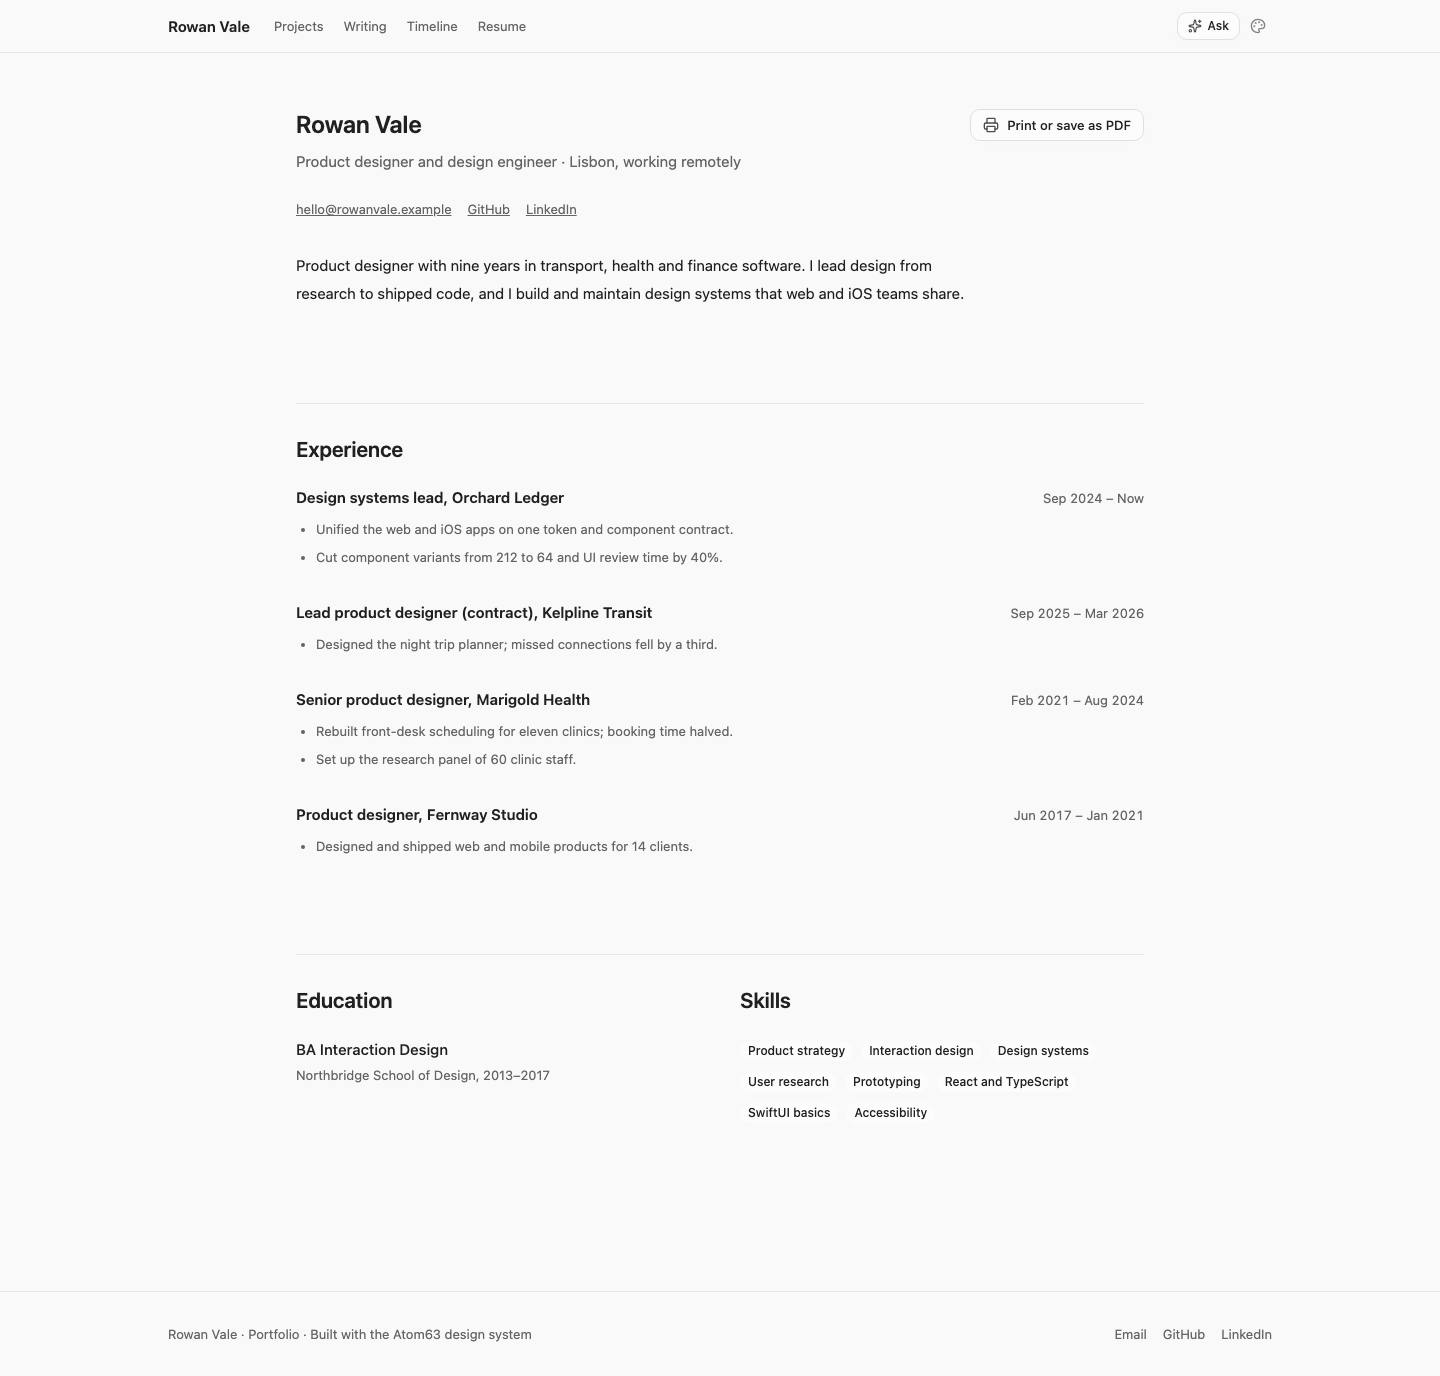 Rowan Vale
Projects
Writing
Timeline
Resume
Ask
Rowan Vale
Print or save as PDF
Product designer and design engineer · Lisbon, working remotely
hello@rowanvale.example
GitHub
LinkedIn
Product designer with nine years in transport, health and finance software. I lead design from
research to shipped code, and I build and maintain design systems that web and iOS teams share.
Experience
Design systems lead, Orchard Ledger
Sep 2024 – Now
• Unified the web and iOS apps on one token and component contract.
• Cut component variants from 212 to 64 and UI review time by 40%.
Lead product designer (contract), Kelpline Transit
Sep 2025 – Mar 2026
• Designed the night trip planner; missed connections fell by a third.
Senior product designer, Marigold Health
Feb 2021 – Aug 2024
• Rebuilt front-desk scheduling for eleven clinics; booking time halved.
• Set up the research panel of 60 clinic staff.
Product designer, Fernway Studio
Jun 2017 – Jan 2021
• Designed and shipped web and mobile products for 14 clients.
Education
BA Interaction Design
Northbridge School of Design, 2013–2017
Skills
Product strategy
Interaction design
Design systems
User research
Prototyping
React and TypeScript
SwiftUI basics
Accessibility
Rowan Vale · Portfolio · Built with the Atom63 design system
Email
GitHub
LinkedIn